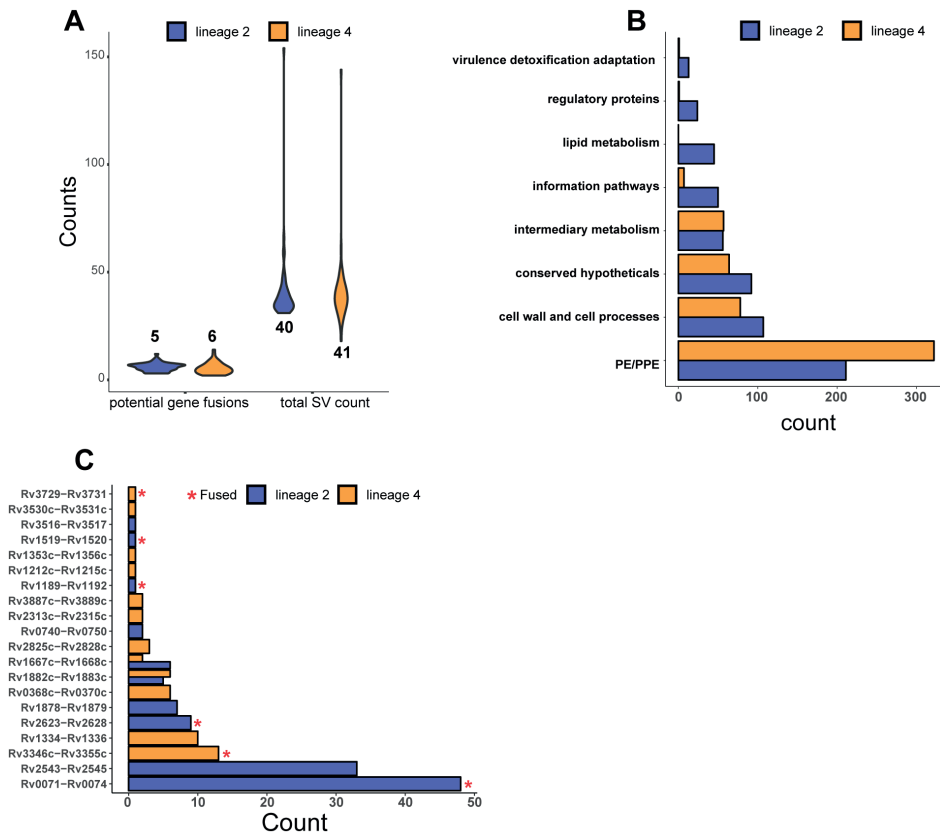 A
lineage 2
lineage 4
150
100
50
0
Counts
5
6
40
41
potential gene fusions
total SV count
B
lineage 2
lineage 4
virulence detoxification adaptation
regulatory proteins
lipid metabolism
information pathways
intermediary metabolism
conserved hypotheticals
cell wall and cell processes
PE/PPE
0
100
200
300
count
C
* Fused
lineage 2
lineage 4
Rv3729−Rv3731 *
Rv3530c−Rv3531c
Rv3516−Rv3517
Rv1519−Rv1520 *
Rv1353c−Rv1356c
Rv1212c−Rv1215c
Rv1189−Rv1192 *
Rv3887c−Rv3889c
Rv2313c−Rv2315c
Rv0740−Rv0750
Rv2825c−Rv2828c
Rv1667c−Rv1668c
Rv1882c−Rv1883c
Rv0368c−Rv0370c
Rv1878−Rv1879
Rv2623−Rv2628 *
Rv1334−Rv1336
Rv3346c−Rv3355c *
Rv2543−Rv2545
Rv0071−Rv0074 *
0
10
20
30
40
50
Count